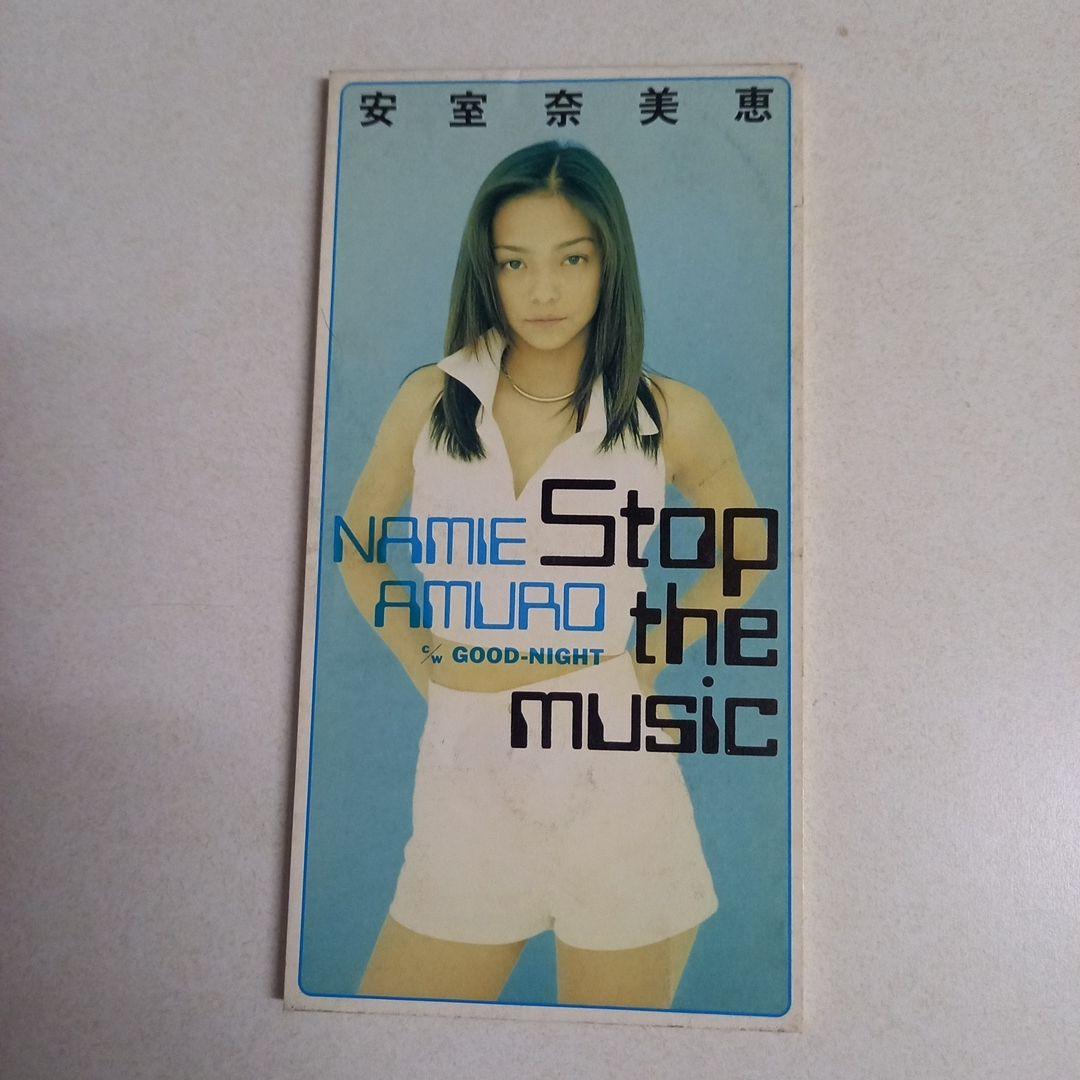 安室奈美恵
NAMIE
AMURO
c/w GOOD-NIGHT
Stop
the
music